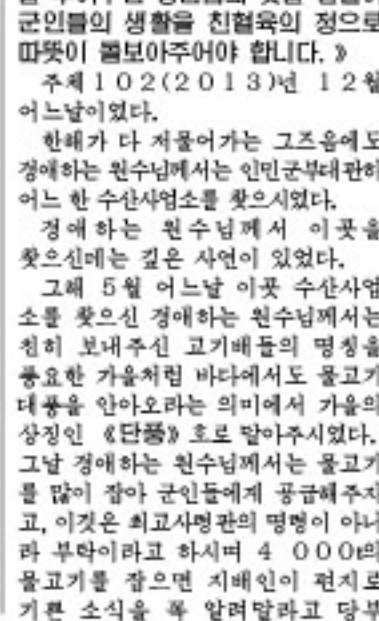 군인들의 생활을 친혈육의 정으로
따뜻이 돌보아주어야 합니다. 》
주체102(2013)년 12월
어느날이였다.
한해가 다 저물어가는 그즈음에도
경애하는 원수님께서는 인민군부대관하
어느 한 수산사업소를 찾으시였다.
경애하는 원수님께서 이곳을
찾으신데는 깊은 사연이 있었다.
그해 5월 어느날 이곳 수산사업
소를 찾으신 경애하는 원수님께서는
친히 보내주신 고기배들의 명칭을
풍요한 가을처럼 바다에서도 물고기
대풍을 안아오라는 의미에서 가을의
상징인 《단풍》호로 달아주시였다.
그날 경애하는 원수님께서는 물고기
를 많이 잡아 군인들에게 공급해주자
고, 이것은 최고사령관의 명령이 아니
라 부탁이라고 하시며 4 000t의
물고기를 잡으면 지배인이 편지로
기쁜 소식을 꼭 알려달라고 당부